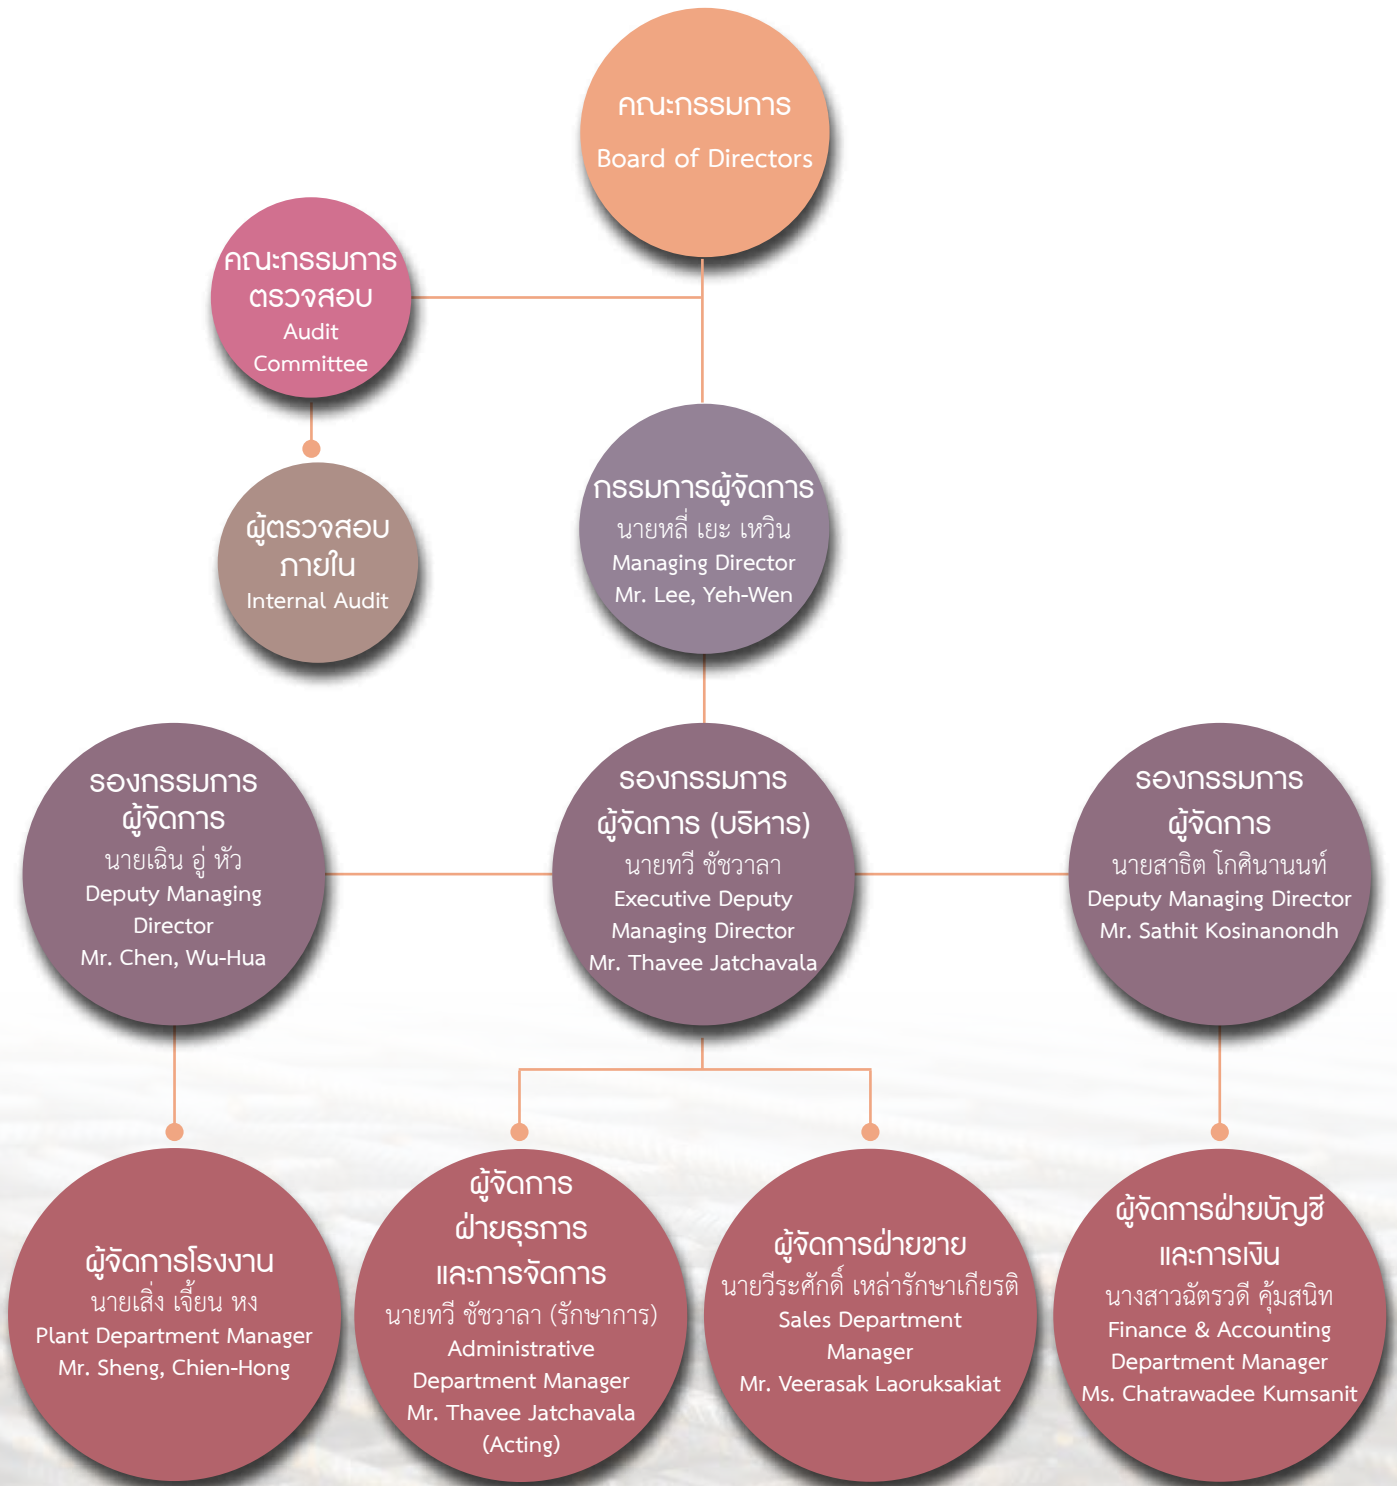 คณะกรรมการ
Board of Directors
คณะกรรมการ
ตรวจสอบ
Audit
Committee
ผู้ตรวจสอบ
ภายใน
Internal Audit
กรรมการผู้จัดการ
นายหลี่ เยะ เหวิน
Managing Director
Mr. Lee, Yeh-Wen
รองกรรมการ
ผู้จัดการ
นายเฉิน อู่ หัว
Deputy Managing
Director
Mr. Chen, Wu-Hua
รองกรรมการ
ผู้จัดการ (บริหาร)
นายทวี ชัชวาลา
Executive Deputy
Managing Director
Mr. Thavee Jatchavala
รองกรรมการ
ผู้จัดการ
นายสาธิต โกศินานนท์
Deputy Managing Director
Mr. Sathit Kosinanondh
ผู้จัดการโรงงาน
นายเสิ่ง เจี้ยน หง
Plant Department Manager
Mr. Sheng, Chien-Hong
ผู้จัดการ
ฝ่ายธุรการ
และการจัดการ
นายทวี ชัชวาลา (รักษาการ)
Administrative
Department Manager
Mr. Thavee Jatchavala
(Acting)
ผู้จัดการฝ่ายขาย
นายวีระศักดิ์ เหล่ารักษาเกียรติ
Sales Department
Manager
Mr. Veerasak Laoruksakiat
ผู้จัดการฝ่ายบัญชี
และการเงิน
นางสาวฉัตรวดี คุ้มสนิท
Finance & Accounting
Department Manager
Ms. Chatrawadee Kumsanit